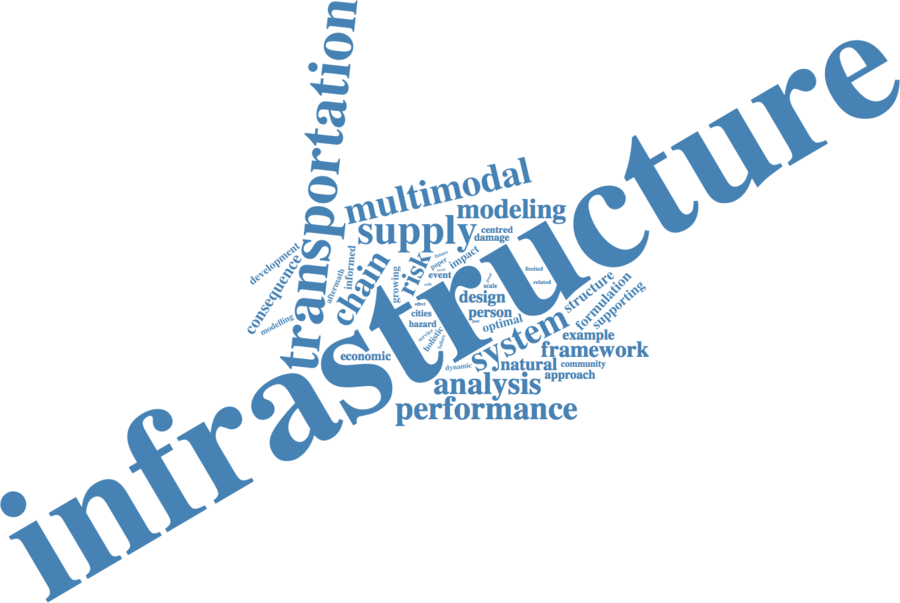 transportation
infrastructure
multimodal
modeling
supply
centred
damage
development
consequence
informed
aftermath
chain
growing
risk
paper
event
impact
limited
related
scale
design
person
structure
formulation
supporting
modelling
cities
hazard
service
holistic
optimal
system
example
economic
framework
dynamic
natural
community
approach
analysis
performance